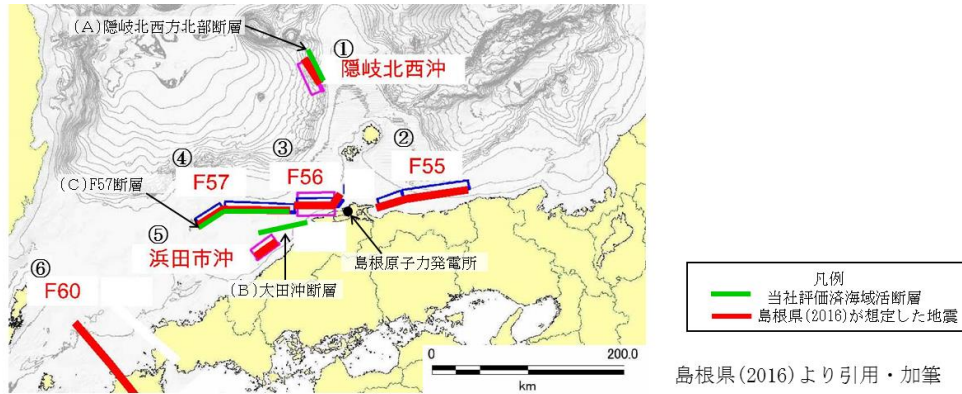 (A)隠岐北西方北部断層
①
隠岐北西沖
②
F55
③
F56
④
F57
(C)F57断層
⑤
浜田市沖
(B)大田沖断層
島根原子力発電所
⑥
F60
0 200.0
km
凡例
当社評価済海域活断層
島根県(2016)が想定した地震
島根県(2016)より引用・加筆